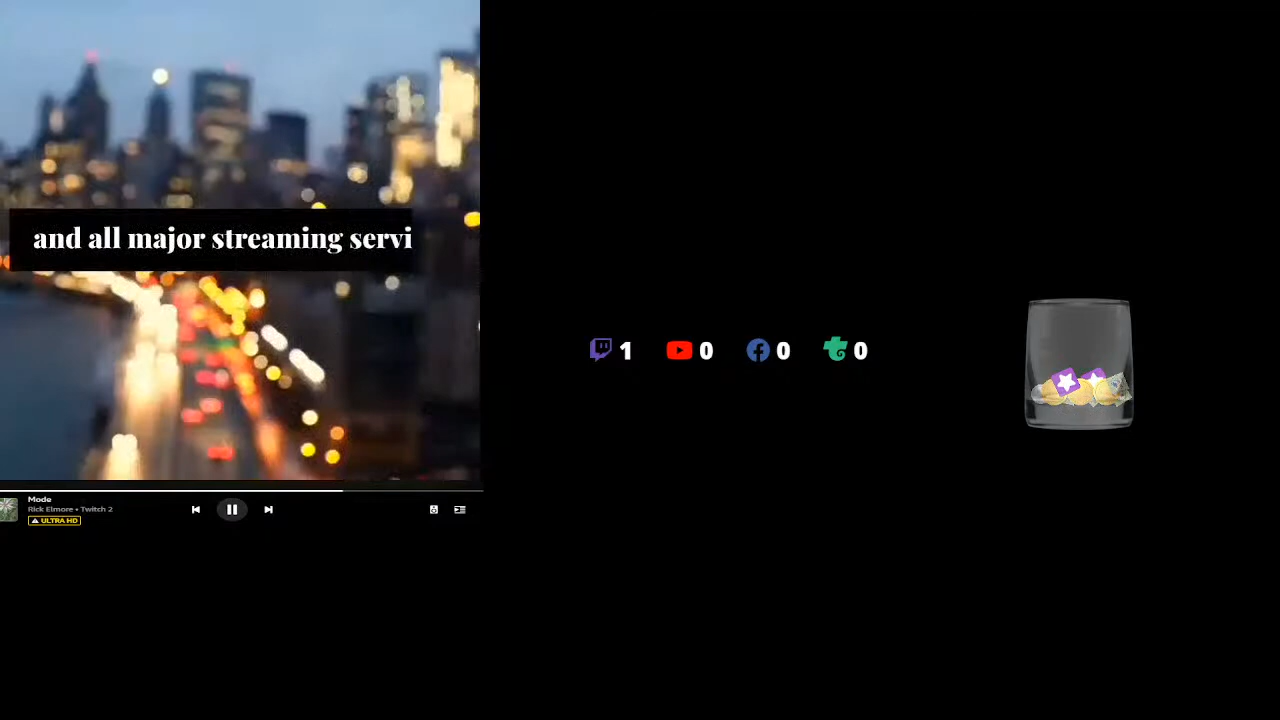 and all major streaming servi
1 0 0 0
Mode
Rick Elmore • Twitch 2
ULTRA HD